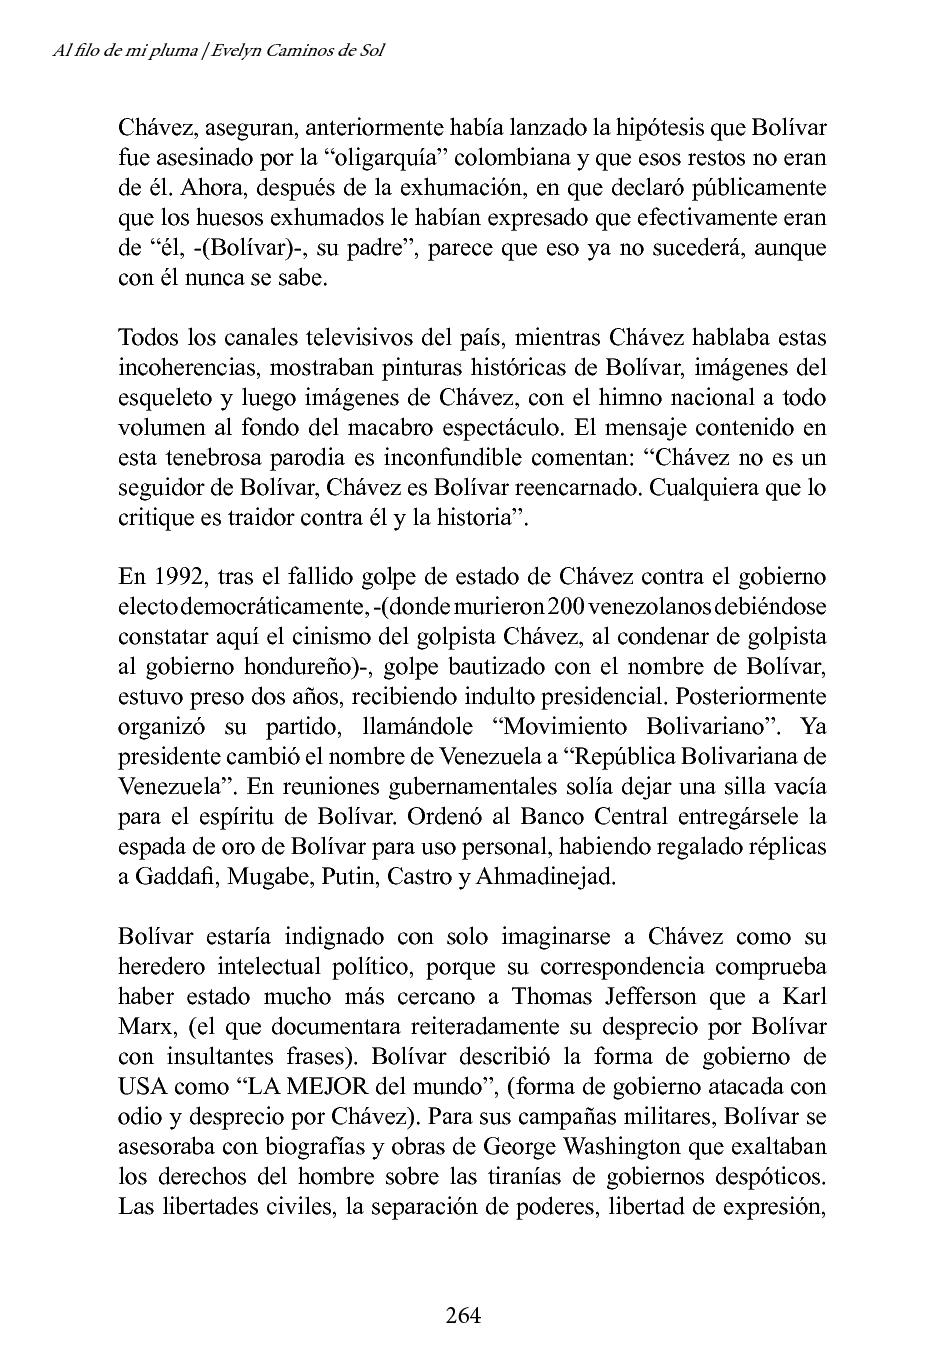 Al filo de mi pluma / Evelyn Caminos de Sol
Chávez, aseguran, anteriormente había lanzado la hipótesis que Bolívar
fue asesinado por la “oligarquía” colombiana y que esos restos no eran
de él. Ahora, después de la exhumación, en que declaró públicamente
que los huesos exhumados le habían expresado que efectivamente eran
de “él, -(Bolívar)-, su padre”, parece que eso ya no sucederá, aunque
con él nunca se sabe.
Todos los canales televisivos del país, mientras Chávez hablaba estas
incoherencias, mostraban pinturas históricas de Bolívar, imágenes del
esqueleto y luego imágenes de Chávez, con el himno nacional a todo
volumen al fondo del macabro espectáculo. El mensaje contenido en
esta tenebrosa parodia es inconfundible comentan: “Chávez no es un
seguidor de Bolívar, Chávez es Bolívar reencarnado. Cualquiera que lo
critique es traidor contra él y la historia”.
En 1992, tras el fallido golpe de estado de Chávez contra el gobierno
electo democráticamente, -(donde murieron 200 venezolanos debiéndose
constatar aquí el cinismo del golpista Chávez, al condenar de golpista
al gobierno hondureño)-, golpe bautizado con el nombre de Bolívar,
estuvo preso dos años, recibiendo indulto presidencial. Posteriormente
organizó su partido, llamándole “Movimiento Bolivariano”. Ya
presidente cambió el nombre de Venezuela a “República Bolivariana de
Venezuela”. En reuniones gubernamentales solía dejar una silla vacía
para el espíritu de Bolívar. Ordenó al Banco Central entregársele la
espada de oro de Bolívar para uso personal, habiendo regalado réplicas
a Gaddafi, Mugabe, Putin, Castro y Ahmadinejad.
Bolívar estaría indignado con solo imaginarse a Chávez como su
heredero intelectual político, porque su correspondencia comprueba
haber estado mucho más cercano a Thomas Jefferson que a Karl
Marx, (el que documentara reiteradamente su desprecio por Bolívar
con insultantes frases). Bolívar describió la forma de gobierno de
USA como “LA MEJOR del mundo”, (forma de gobierno atacada con
odio y desprecio por Chávez). Para sus campañas militares, Bolívar se
asesoraba con biografías y obras de George Washington que exaltaban
los derechos del hombre sobre las tiranías de gobiernos despóticos.
Las libertades civiles, la separación de poderes, libertad de expresión,
264